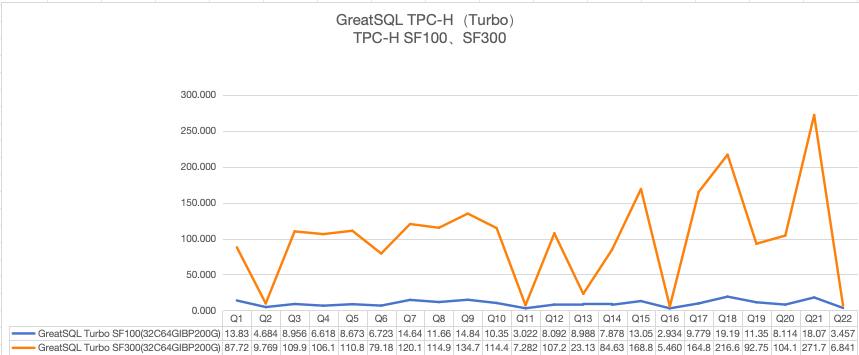 GreatSQL TPC-H（Turbo）
TPC-H SF100、SF300
300.000
250.000
200.000
150.000
100.000
50.000
0.000
Q1 Q2 Q3 Q4 Q5 Q6 Q7 Q8 Q9 Q10 Q11 Q12 Q13 Q14 Q15 Q16 Q17 Q18 Q19 Q20 Q21 Q22
GreatSQL Turbo SF100(32C64GIBP200G) 13.83 4.684 8.956 6.618 8.673 6.723 14.64 11.66 14.84 10.35 3.022 8.092 8.988 7.878 13.05 2.934 9.779 19.19 11.35 8.114 18.07 3.457
GreatSQL Turbo SF300(32C64GIBP200G) 87.72 9.769 109.9 106.1 110.8 79.18 120.1 114.9 134.7 114.4 7.282 107.2 23.13 84.63 168.8 5.460 164.8 216.6 92.75 104.1 271.7 6.841